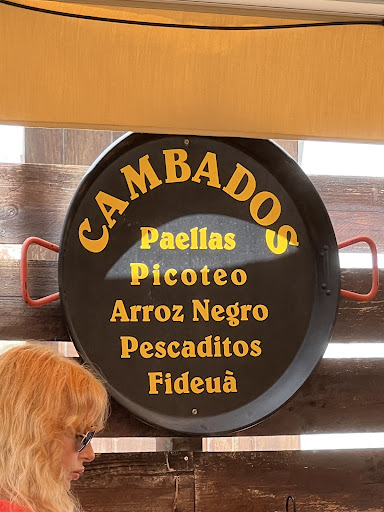 CAMBADOS
Paellas
Picoteo
Arroz Negro
Pescaditos
Fideuà